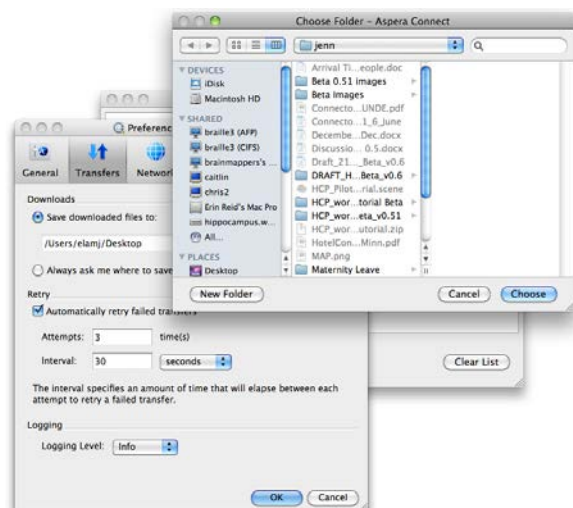 Choose Folder - Aspera Connect
jenn
DEVICES
iDisk
Macintosh HD
SHARED
braille3 (AFP)
braille3 (CIFS)
brainmappers's ...
caitlin
chris2
Erin Reid's Mac Pro
hippocampus.w...
All...
PLACES
Desktop
Arrival Ti...eople.doc
Beta 0.51 images
Beta Images
Connecto...UNDE.pdf
Connector...1_6_June
Decembe...Dec.docx
Discussio... 0.5.docx
Draft_21..._Beta_v0.6
DRAFT_H...Beta_v0.6
HCP_Pilot...rial.scene
HCP_wor...torial Beta
HCP_wor...eta_v0.51
HCP_wor...utorial.zip
HotelCon...Minn.pdf
MAP.png
Maternity Leave
New Folder
Cancel
Choose
Preferenc
General
Transfers
Network
Downloads
Save downloaded files to:
/Users/elamj/Desktop
Always ask me where to save
Retry
Automatically retry failed transfers
Attempts: 3 time(s)
Interval: 30 seconds
The interval specifies an amount of time that will elapse between each
attempt to retry a failed transfer.
Clear List
Logging
Logging Level: Info
OK
Cancel